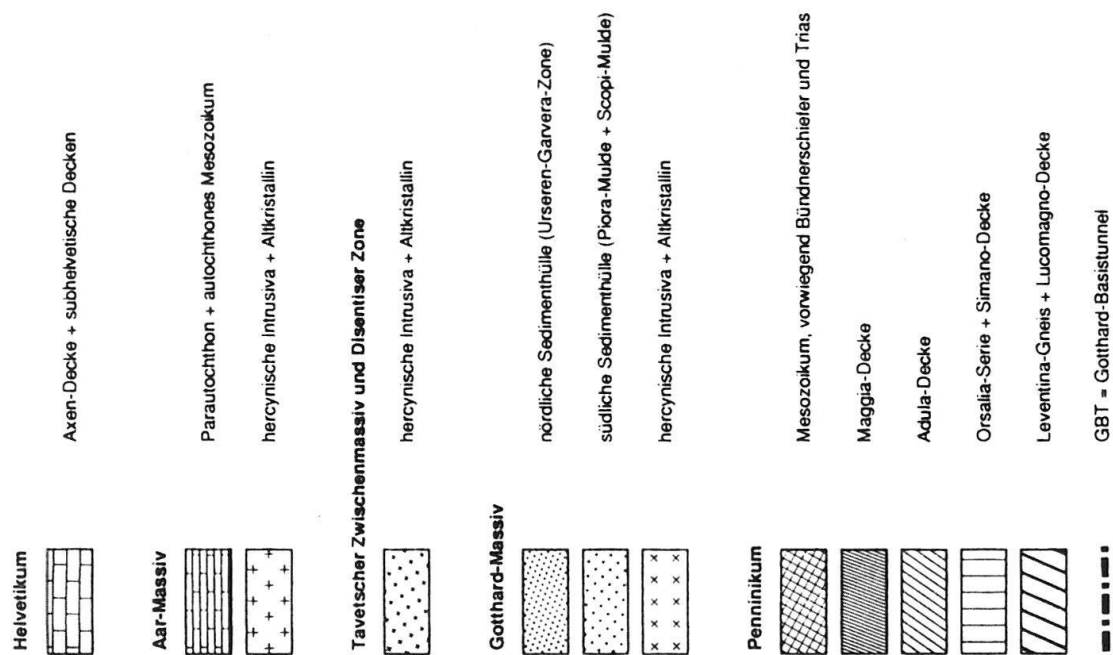 Helvetikum
Axen-Decke + subhelvetische Decken
Aar-Massiv
Parautochthon + autochthones Mesozoikum
hercynische Intrusiva + Altkristallin
Tavetscher Zwischenmassiv und Disentiser Zone
hercynische Intrusiva + Altkristallin
Gotthard-Massiv
nördliche Sedimenthülle (Urseren-Garvera-Zone)
südliche Sedimenthülle (Piora-Mulde + Scopi-Mulde)
hercynische Intrusiva + Altkristallin
Penninikum
Mesozoikum, vorwiegend Bündnerschiefer und Trias
Maggia-Decke
Adula-Decke
Orsalia-Serie + Simano-Decke
Leventina-Gneis + Lucomagno-Decke
GBT = Gotthard-Basistunnel